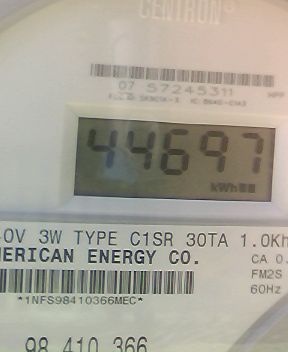 CENTRON®
07 57245311
44697
kWh
0V 3W TYPE C1SR 30TA 1.0Kh
MERICAN ENERGY CO.
CA 0.
FM2S
*1NFS98410366MEC*
60Hz
98 410 366